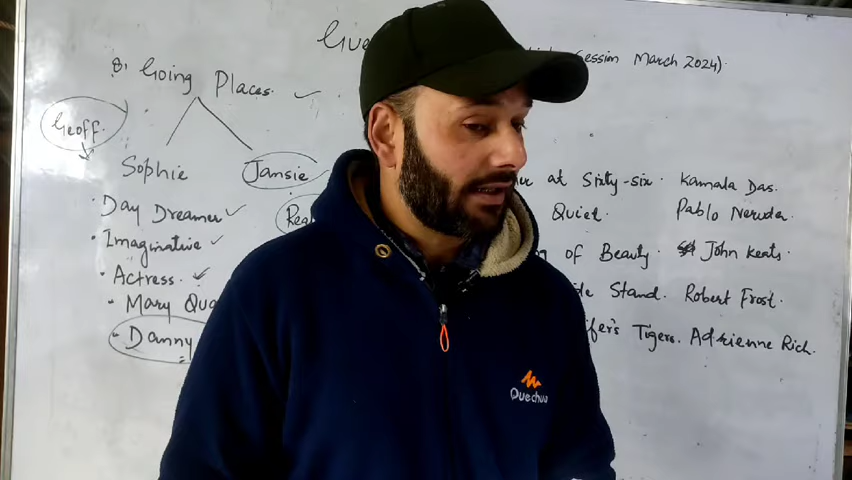 Session March 2024)
8. Going Places.
Geoff.
Sophie
Jansie
Day Dreamer
Imaginative
Actress.
Mary
Danny
at Sixty-six. Kamala Das.
Quiet. Pablo Neruda.
of Beauty. John Keats.
Stand. Robert Frost.
Tigers. Adrienne Rich.
Quechua